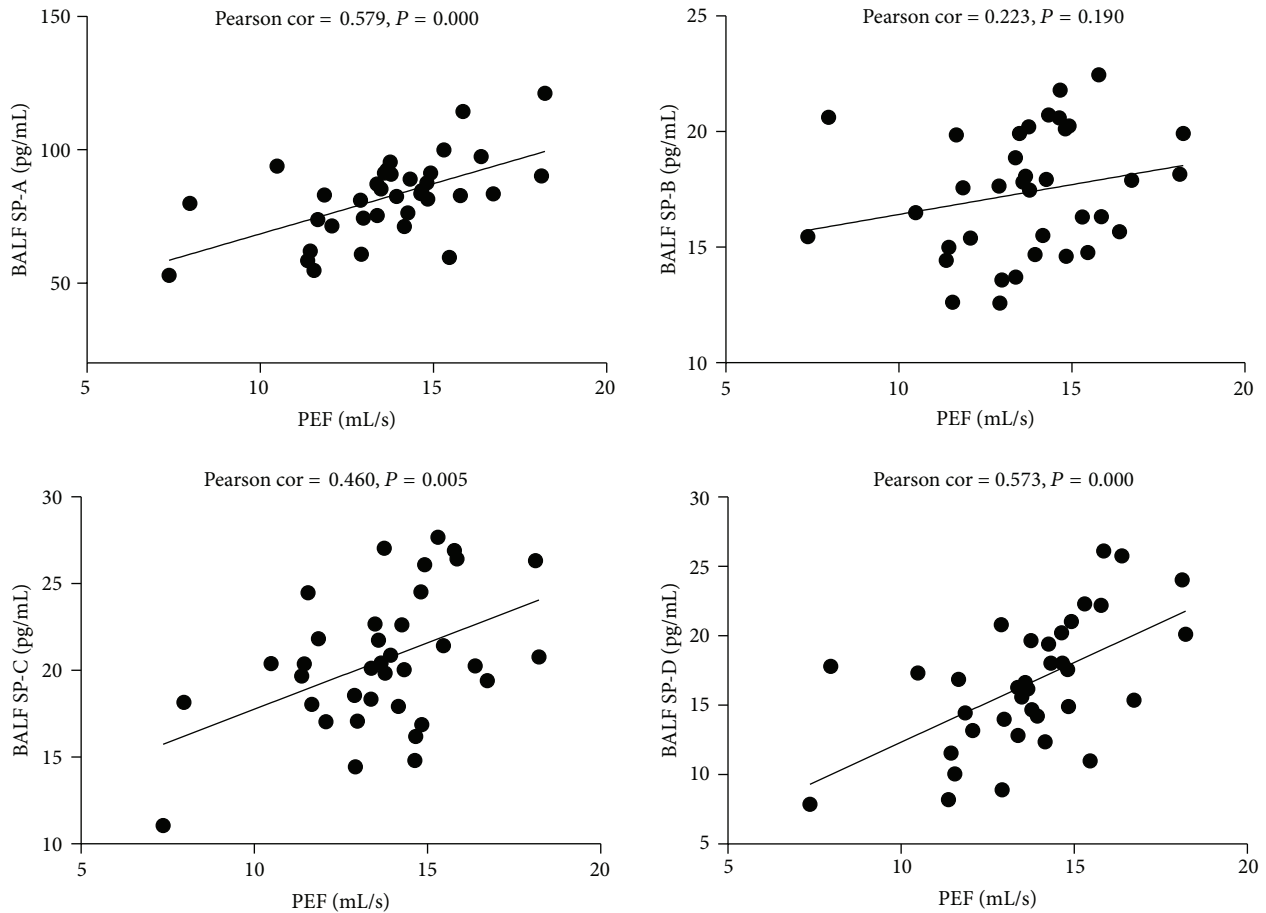 Pearson cor = 0.579, P = 0.000
150
100
50
BALF SP-A (pg/mL)
5
10
15
20
PEF (mL/s)
Pearson cor = 0.223, P = 0.190
25
20
15
10
BALF SP-B (pg/mL)
5
10
15
20
PEF (mL/s)
Pearson cor = 0.460, P = 0.005
30
25
20
15
10
BALF SP-C (pg/mL)
5
10
15
20
PEF (mL/s)
Pearson cor = 0.573, P = 0.000
30
25
20
15
10
5
BALF SP-D (pg/mL)
5
10
15
20
PEF (mL/s)